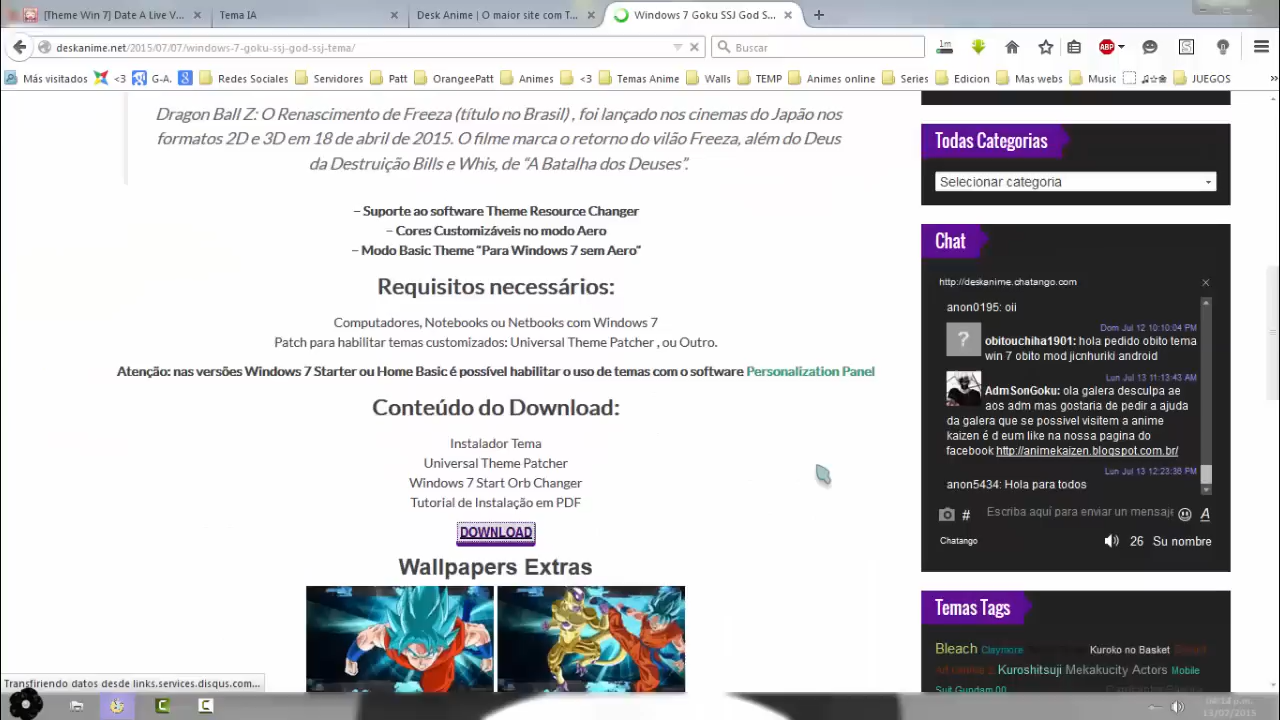 [Theme Win 7] Date A Live V...
Tema IA
Desk Anime | O maior site com T...
Windows 7 Goku SSJ God S...
deskanime.net/2015/07/07/windows-7-goku-ssj-god-ssj-tema/
Buscar
1m
ABP
Más visitados
<3
G-A.
Redes Sociales
Servidores
Patt
OrangeePatt
Animes
<3
Temas Anime
Walls
TEMP
Animes online
Series
Edicion
Mas webs
Music
JUEGOS
Dragon Ball Z: O Renascimento de Freeza (título no Brasil) , foi lançado nos cinemas do Japão nos
formatos 2D e 3D em 18 de abril de 2015. O filme marca o retorno do vilão Freeza, além do Deus
da Destruição Bills e Whis, de “A Batalha dos Deuses”.
– Suporte ao software Theme Resource Changer
– Cores Customizáveis no modo Aero
– Modo Basic Theme “Para Windows 7 sem Aero”
Requisitos necessários:
Computadores, Notebooks ou Netbooks com Windows 7
Patch para habilitar temas customizados: Universal Theme Patcher , ou Outro.
Atenção: nas versões Windows 7 Starter ou Home Basic é possível habilitar o uso de temas com o software Personalization Panel
Conteúdo do Download:
Instalador Tema
Universal Theme Patcher
Windows 7 Start Orb Changer
Tutorial de Instalação em PDF
DOWNLOAD
Wallpapers Extras
Todas Categorias
Selecionar categoria
Chat
http://deskanime.chatango.com
anon0195: oii
Dom Jul 12 10:10:04 PM
obitouchiha1901: hola pedido obito tema
win 7 obito mod jicnhuriki android
Lun Jul 13 11:13:43 AM
AdmSonGoku: ola galera desculpa ae
aos adm mas gostaria de pedir a ajuda
da galera que se possivel visitem a anime
kaizen é d eum like na nossa pagina do
facebook http://animekaizen.blogspot.com.br/
Lun Jul 13 12:23:38 PM
anon5434: Hola para todos
Escriba aquí para enviar un mensaje
Chatango
26
Su nombre
Temas Tags
Bleach Claymore Kuroko no Basket
Kuroshitsuji Mekakucity Actors Mobile
Suit Gundam 00
Transfiriendo datos desde links.services.disqus.com...
13/07/2015